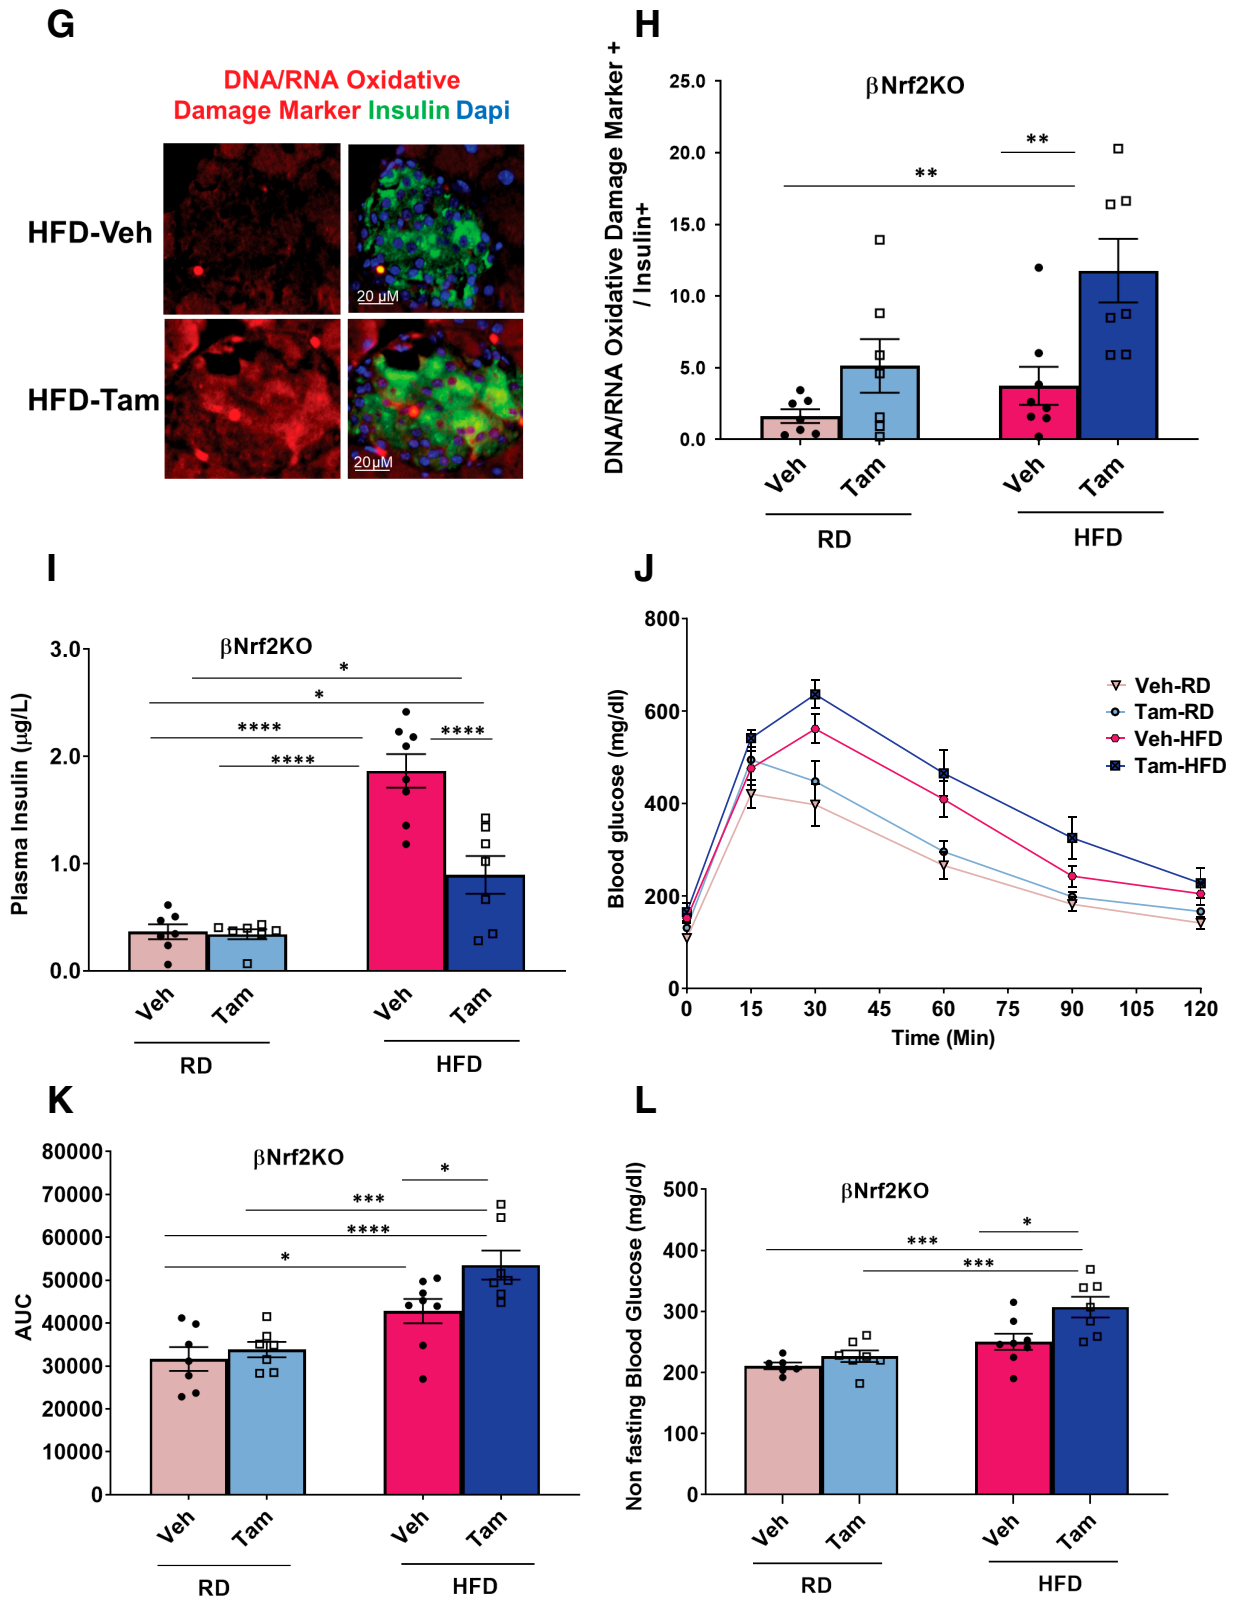 G
DNA/RNA Oxidative
Damage Marker Insulin Dapi
HFD-Veh
20 µM
HFD-Tam
20µM
H
DNA/RNA Oxidative Damage Marker +
/ Insulin+
βNrf2KO
25.0
20.0
15.0
10.0
5.0
0.0
**
**
Veh
Tam
Veh
Tam
RD
HFD
I
Plasma Insulin (µg/L)
βNrf2KO
3.0
2.0
1.0
0.0
*
*
****
****
****
Veh
Tam
Veh
Tam
RD
HFD
J
Blood glucose (mg/dl)
800
600
400
200
0
Veh-RD
Tam-RD
Veh-HFD
Tam-HFD
0 15 30 45 60 75 90 105 120
Time (Min)
K
AUC
βNrf2KO
80000
70000
60000
50000
40000
30000
20000
10000
0
*
***
****
*
Veh
Tam
Veh
Tam
RD
HFD
L
Non fasting Blood Glucose (mg/dl)
βNrf2KO
500
400
300
200
100
0
*
***
***
Veh
Tam
Veh
Tam
RD
HFD